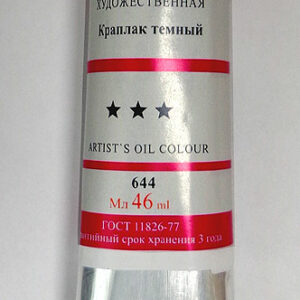 ХУДОЖЕСТВЕННАЯ
Краплак темный
ARTIST'S OIL COLOUR
644
Мл 46 ml
ГОСТ 11826-77
срок хранения 3 года